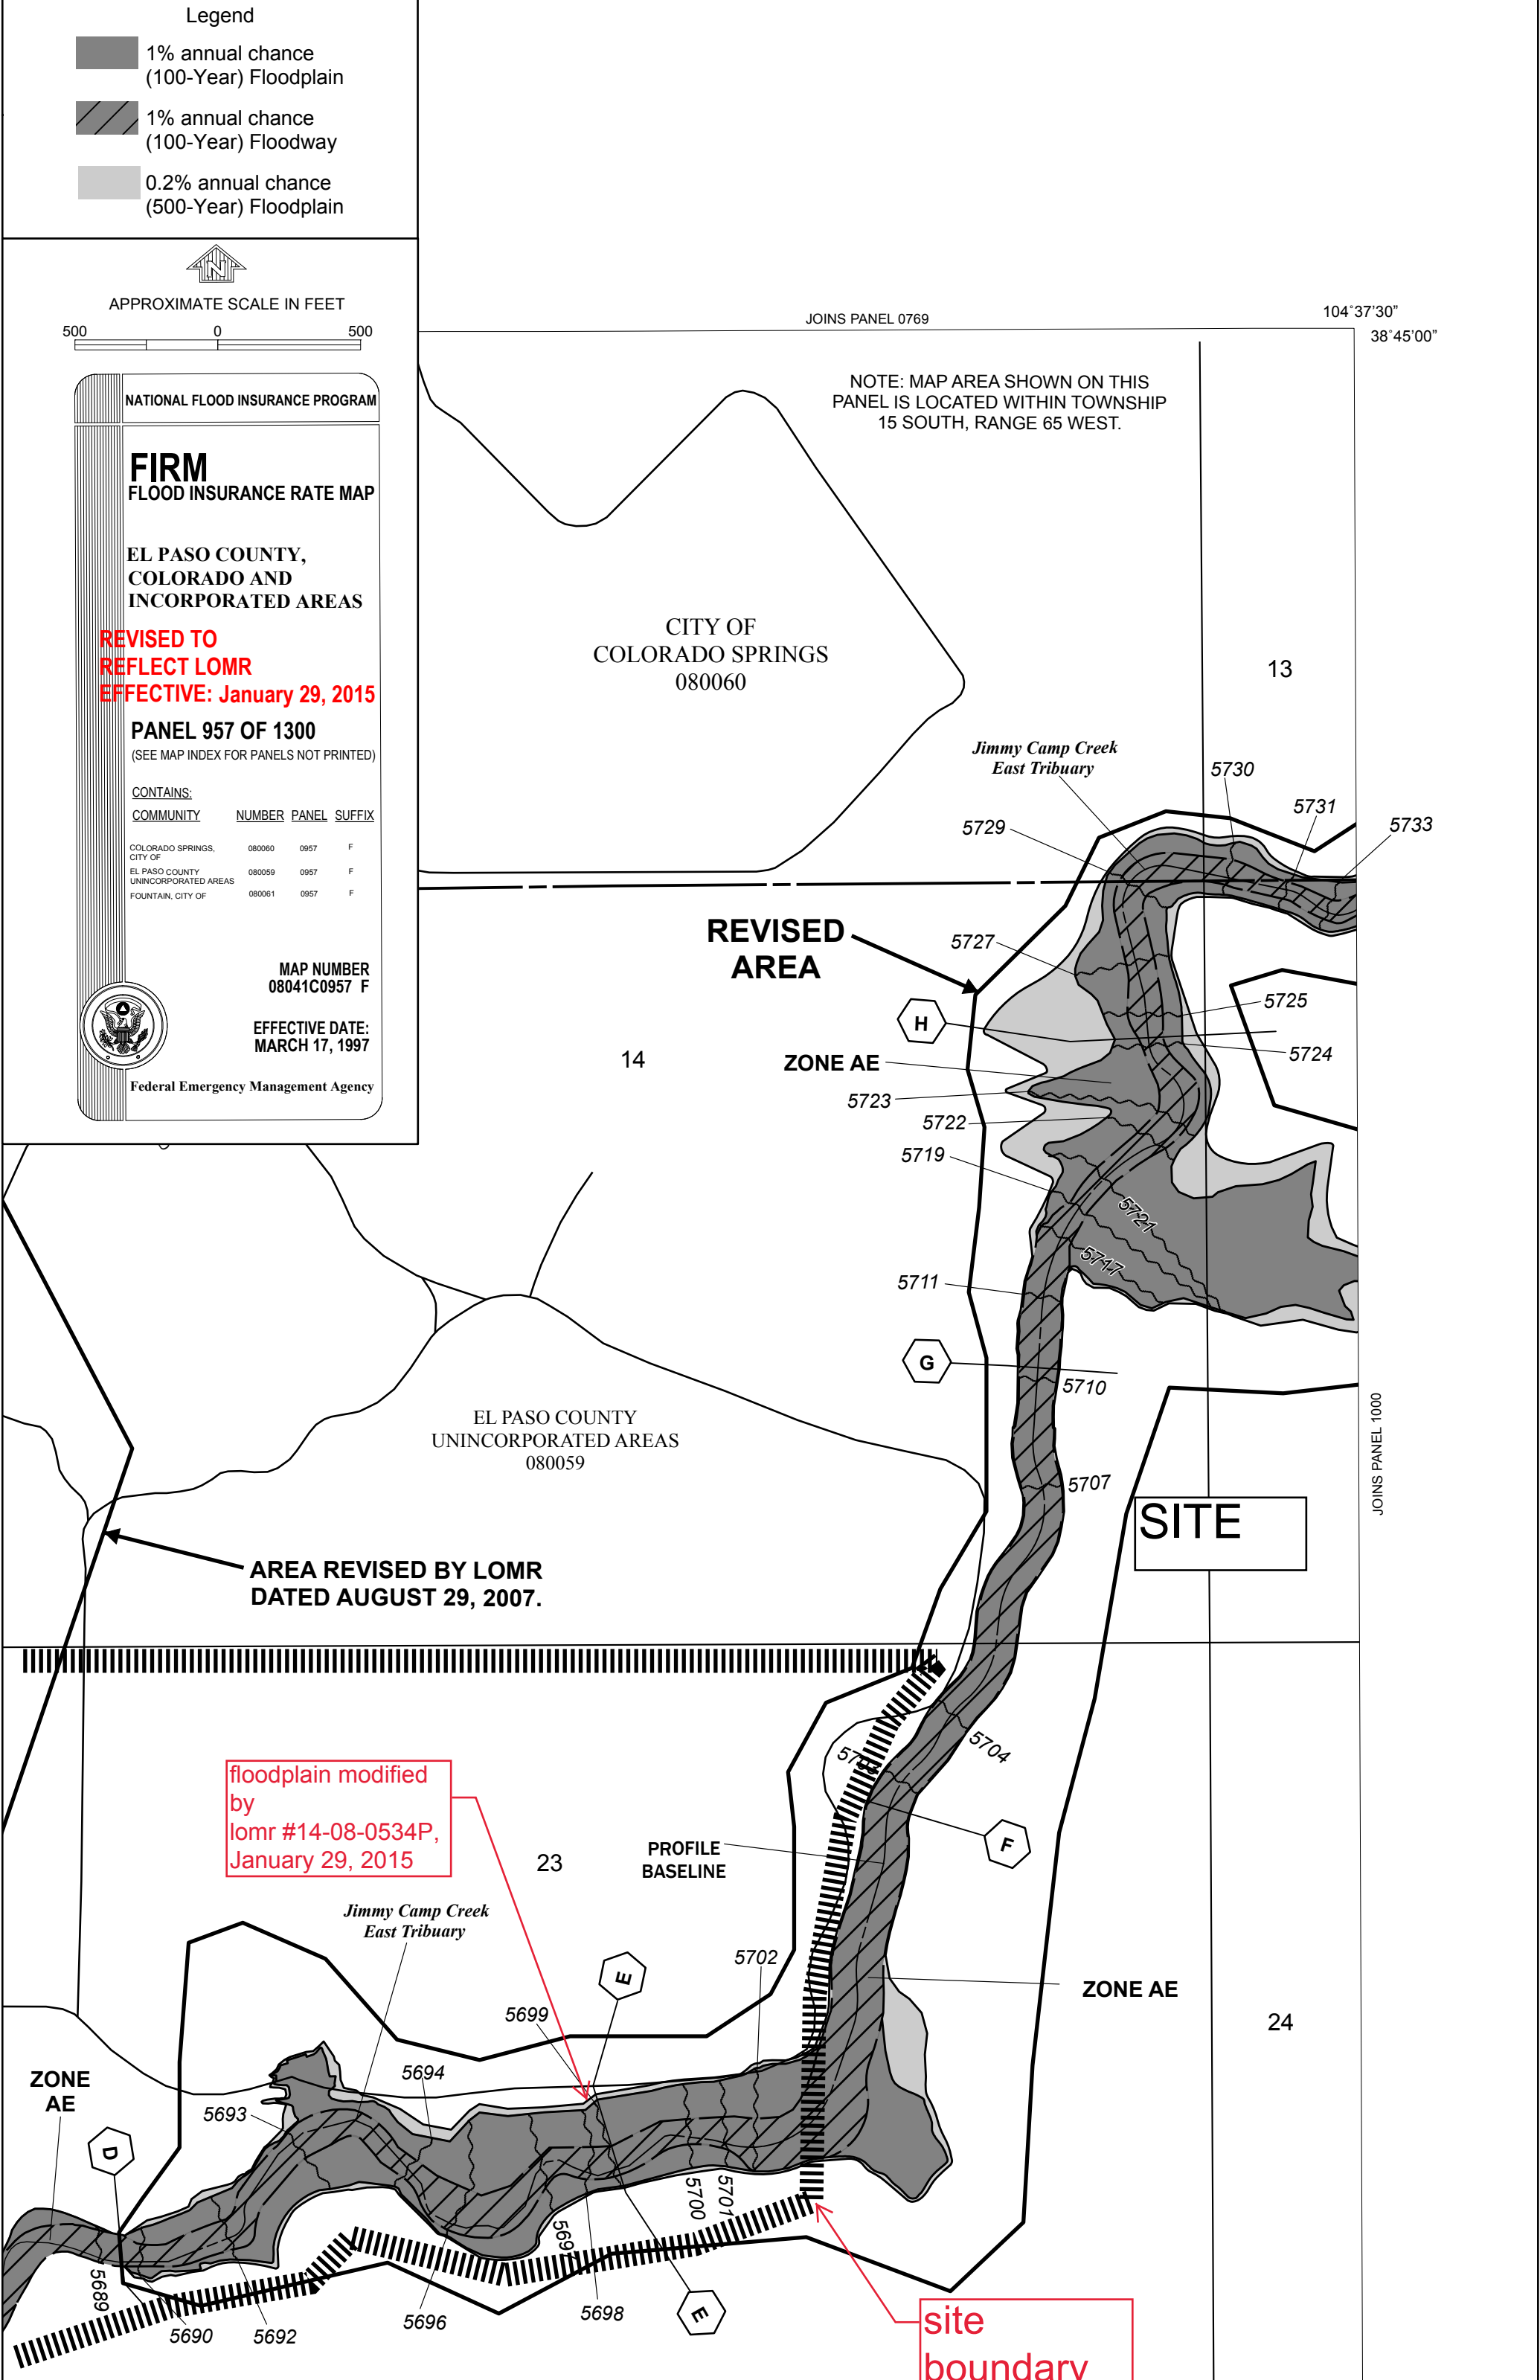 Legend
1% annual chance
(100-Year) Floodplain
1% annual chance
(100-Year) Floodway
0.2% annual chance
(500-Year) Floodplain
N
APPROXIMATE SCALE IN FEET
500 0 500
NATIONAL FLOOD INSURANCE PROGRAM
FIRM
FLOOD INSURANCE RATE MAP
EL PASO COUNTY,
COLORADO AND
INCORPORATED AREAS
REVISED TO
REFLECT LOMR
EFFECTIVE: January 29, 2015
PANEL 957 OF 1300
(SEE MAP INDEX FOR PANELS NOT PRINTED)
CONTAINS:
COMMUNITY NUMBER PANEL SUFFIX
COLORADO SPRINGS,
CITY OF 080060 0957 F
EL PASO COUNTY
UNINCORPORATED AREAS 080059 0957 F
FOUNTAIN, CITY OF 080061 0957 F
MAP NUMBER
08041C0957 F
EFFECTIVE DATE:
MARCH 17, 1997
Federal Emergency Management Agency
JOINS PANEL 0769
104°37'30”
38°45'00”
NOTE: MAP AREA SHOWN ON THIS
PANEL IS LOCATED WITHIN TOWNSHIP
15 SOUTH, RANGE 65 WEST.
CITY OF
COLORADO SPRINGS
080060
13
Jimmy Camp Creek
East Tribuary
5730
5731
5733
5729
REVISED
AREA
5727
5725
H
5724
14
ZONE AE
5723
5722
5719
5721
5717
5711
G
5710
JOINS PANEL 1000
EL PASO COUNTY
UNINCORPORATED AREAS
080059
5707
SITE
AREA REVISED BY LOMR
DATED AUGUST 29, 2007.
5704
floodplain modified
by
lomr #14-08-0534P,
January 29, 2015
23
PROFILE
BASELINE
F
Jimmy Camp Creek
East Tribuary
5702
E
ZONE AE
5699
24
ZONE
AE
5694
5693
D
5700
5701
5689
5690
5692
5696
5698
E
site
boundary